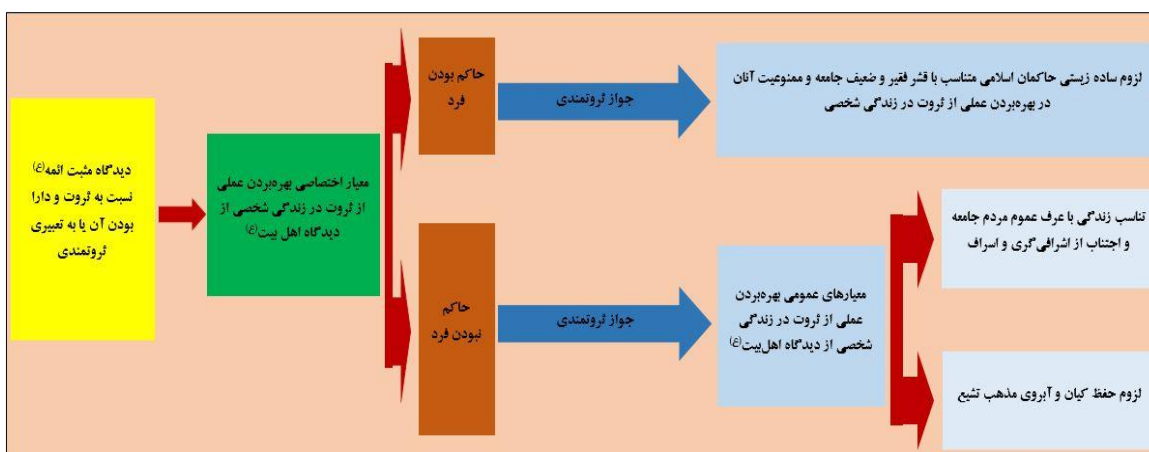 دیدگاه مثبت ائمه(ع)
نسبت به ثروت و دارا
بودن آن یا به تعبیری
ثروتمندی
معیار اختصاصی بهره‌بردن عملی
از ثروت در زندگی شخصی از
دیدگاه اهل بیت(ع)
حاکم بودن
فرد
جواز ثروتمندی
لزوم ساده زیستی حاکمان اسلامی متناسب با قشر فقیر و ضعیف جامعه و ممنوعیت آنان
در بهره‌بردن عملی از ثروت در زندگی شخصی
حاکم
نبودن فرد
جواز ثروتمندی
معیارهای عمومی بهره‌بردن
عملی از ثروت در زندگی
شخصی از دیدگاه اهل‌بیت(ع)
تناسب زندگی با عرف عموم مردم جامعه
و اجتناب از اشرافی‌گری و اسراف
لزوم حفظ کیان و آبروی مذهب تشیع